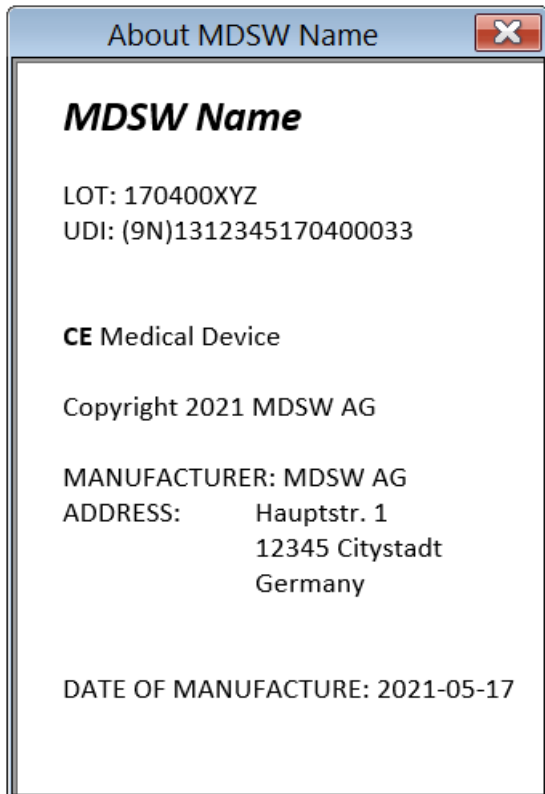 About MDSW Name
MDSW Name
LOT: 170400XYZ
UDI: (9N)1312345170400033
CE Medical Device
Copyright 2021 MDSW AG
MANUFACTURER: MDSW AG
ADDRESS: Hauptstr. 1
12345 Citystadt
Germany
DATE OF MANUFACTURE: 2021-05-17